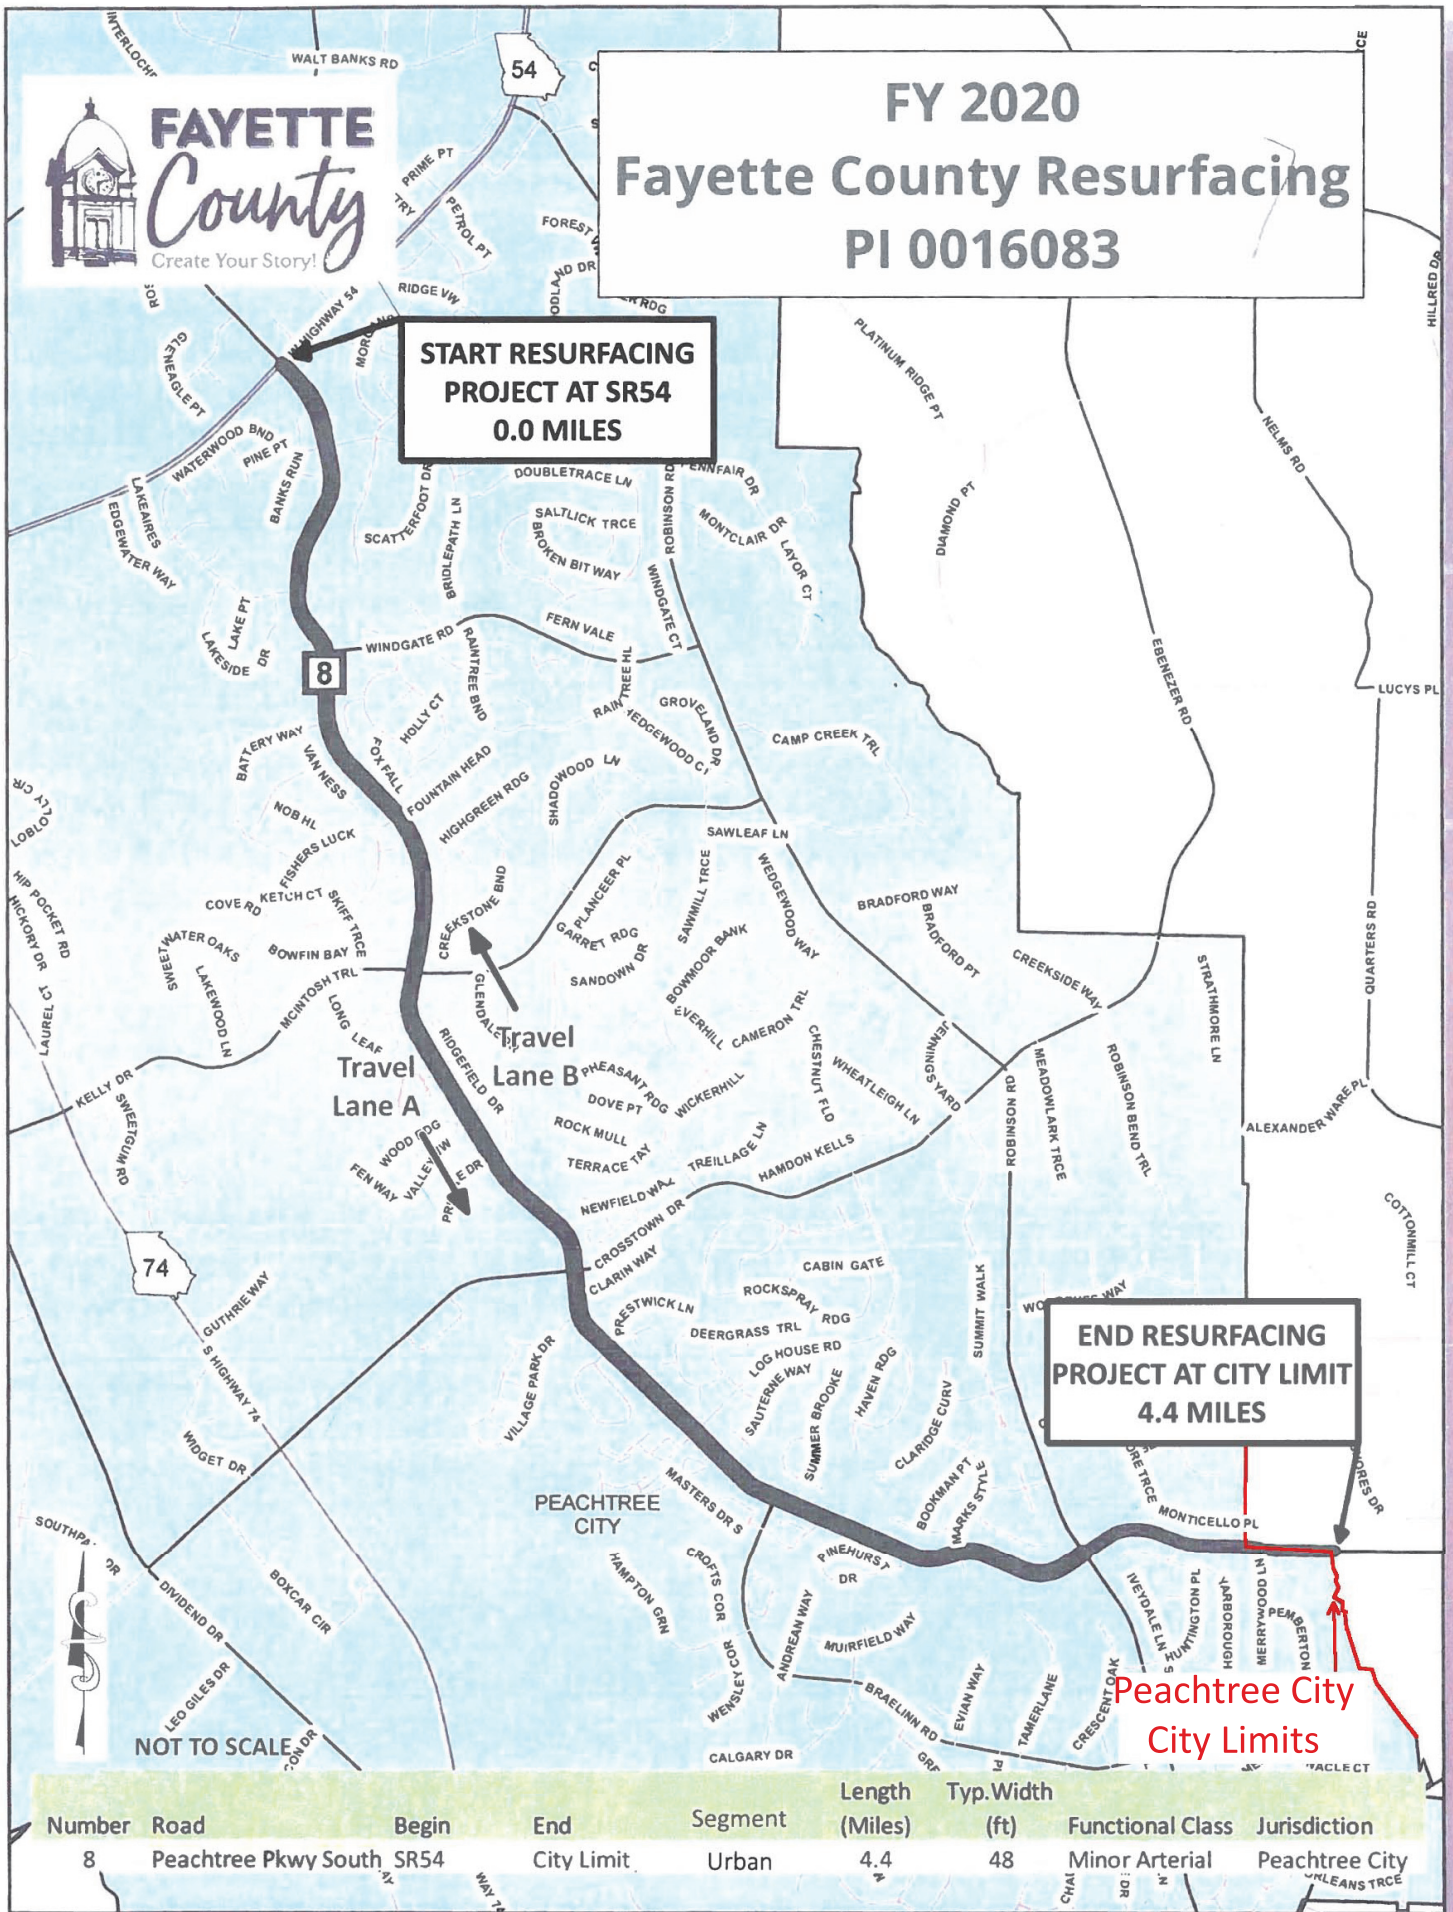 WALT BANKS RD
54
FAYETTE
County
Create Your Story!
FY 2020
Fayette County Resurfacing
PI 0016083
PRIME PT
TRY
PETROL PT
FOREST
HILLRED DR
RIDGE VW
W HIGHWAY 54
GLENEAGLE PT
START RESURFACING
PROJECT AT SR54
0.0 MILES
PLATINUM RIDGE PT
NELMS RD
WATERWOOD BND
PINE PT
BANKS RUN
LAKEAIRES
EDGEWATER WAY
SCATTERFOOT DR
BRIDLEPATH LN
DOUBLETRACE LN
SALTLICK TRCE
BROKEN BIT WAY
ROBINSON RD
MONTCLAIR DR
LAYOR CT
DIAMOND PT
LAKE PT
LAKESIDE DR
WINDGATE RD
FERN VALE
WINDGATE CT
8
RAINTREE BND
RAINTREE HL
GROVELAND DR
EBENEZER RD
LUCYS PL
BATTERY WAY
VAN NESS
FOX FALL
HOLLY CT
FOUNTAIN HEAD
HIGHGREEN RDG
SHADOWOOD LN
CAMP CREEK TRL
NOB HL
FISHERS LUCK
SAWLEAF LN
HIP POCKET RD
HICKORY DR
COVE RD
KETCH CT
SKIFF TRCE
CREEKSTONE BND
PLANCEER PL
SAWMILL TRCE
WEDGEWOOD WAY
BRADFORD WAY
BRADFORD PT
QUARTERS RD
WATER OAKS
BOWFIN BAY
GARRET RDG
SANDOWN DR
BOWMOOR BANK
CREEKSIDE WAY
STRATHMORE LN
LAUREL CT
LAKEWOOD LN
MCINTOSH TRL
LONG LEAF
EVERHILL
CAMERON TRL
KELLY DR
Travel
Lane A
RIDGEFIELD DR
Travel
Lane B
PHEASANT RDG
DOVE PT
WICKERHILL
CHESTNUT FLD
WHEATLEIGH LN
JENNINGS YARD
ROBINSON RD
MEADOWLARK TRCE
ROBINSON BEND TRL
ALEXANDER WARE PL
SWEETGUM RD
WOOD RDG
FEN WAY
ROCK MULL
TERRACE TAY
TREILLAGE LN
HAMDON KELLS
COTTONMILL CT
CROSSTOWN DR
CLARIN WAY
74
GUTHRIE WAY
S HIGHWAY 74
CABIN GATE
ROCKSPRAY RDG
PRESTWICK LN
DEERGRASS TRL
LOG HOUSE RD
SUMMIT WALK
END RESURFACING
PROJECT AT CITY LIMIT
4.4 MILES
VILLAGE PARK DR
SAUTERNE WAY
SUMMER BROOKE
HAVEN RDG
CLARIDGE CURV
WIDGET DR
PEACHTREE
CITY
MASTERS DR S
BOOKMAN PT
MARKS STYLE
MONTICELLO PL
BOXCAR CIR
DIVIDEND DR
HAMPTON GRN
CROFTS COR
PINEHURST DR
ANDREAN WAY
MUIRFIELD WAY
IVEYDALE LN
HUNTINGTON PL
YARBOROUGH
MERRYWOOD LN
PEMBERTON
LEO GILES DR
WENSLEY COR
BRAELINN RD
EVIAN WAY
TAMERLANE
CRESCENT OAK
Peachtree City
City Limits
NOT TO SCALE
CALGARY DR
Number Road Begin End Segment Length (Miles) Typ.Width (ft) Functional Class Jurisdiction
8 Peachtree Pkwy South SR54 City Limit Urban 4.4 48 Minor Arterial Peachtree City
RLEANS TRCE